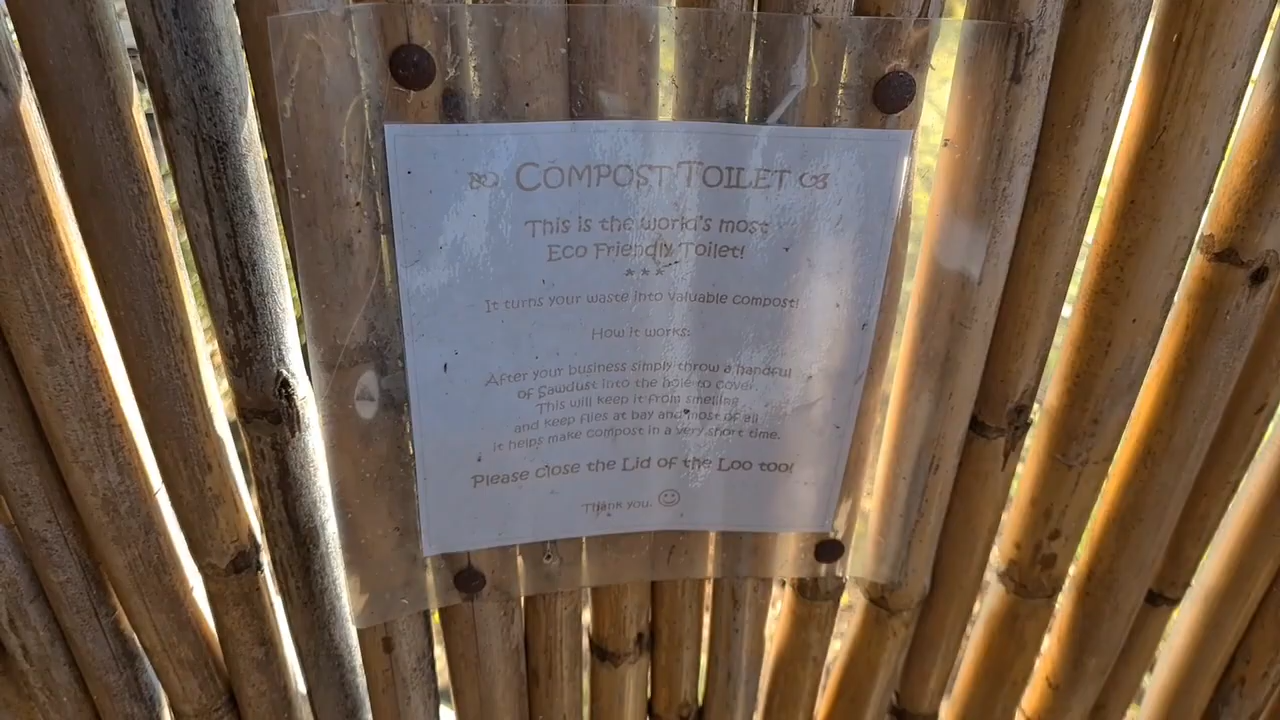 COMPOST TOILET
This is the world's most
Eco Friendly Toilet!
***
It turns your waste into valuable compost!
How it works:
After your business simply throw a handful
of Sawdust into the hole to cover.
This will keep it from smelling
and keep flies at bay and most of all
it helps make compost in a very short time.
Please close the Lid of the Loo too!
Thank you. ☺